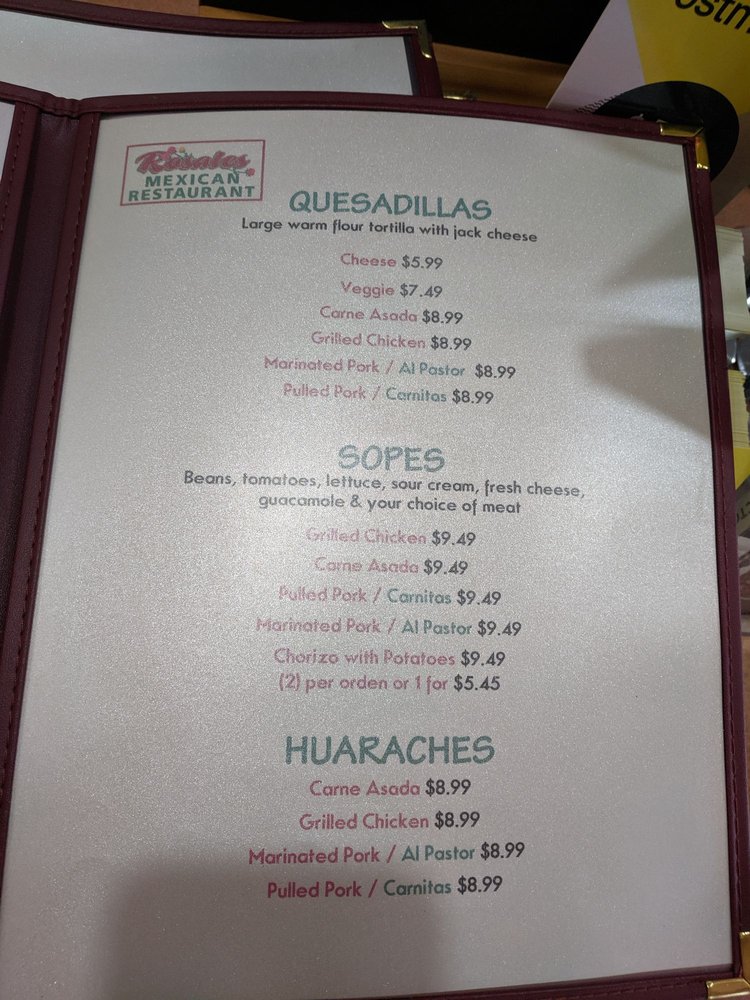 ostm
Rosales
MEXICAN
RESTAURANT
QUESADILLAS
Large warm flour tortilla with jack cheese
Cheese $5.99
Veggie $7.49
Carne Asada $8.99
Grilled Chicken $8.99
Marinated Pork / Al Pastor $8.99
Pulled Pork / Carnitas $8.99
SOPES
Beans, tomatoes, lettuce, sour cream, fresh cheese,
guacamole & your choice of meat
Grilled Chicken $9.49
Carne Asada $9.49
Pulled Pork / Carnitas $9.49
Marinated Pork / Al Pastor $9.49
Chorizo with Potatoes $9.49
(2) per orden or 1 for $5.45
HUARACHES
Carne Asada $8.99
Grilled Chicken $8.99
Marinated Pork / Al Pastor $8.99
Pulled Pork / Carnitas $8.99